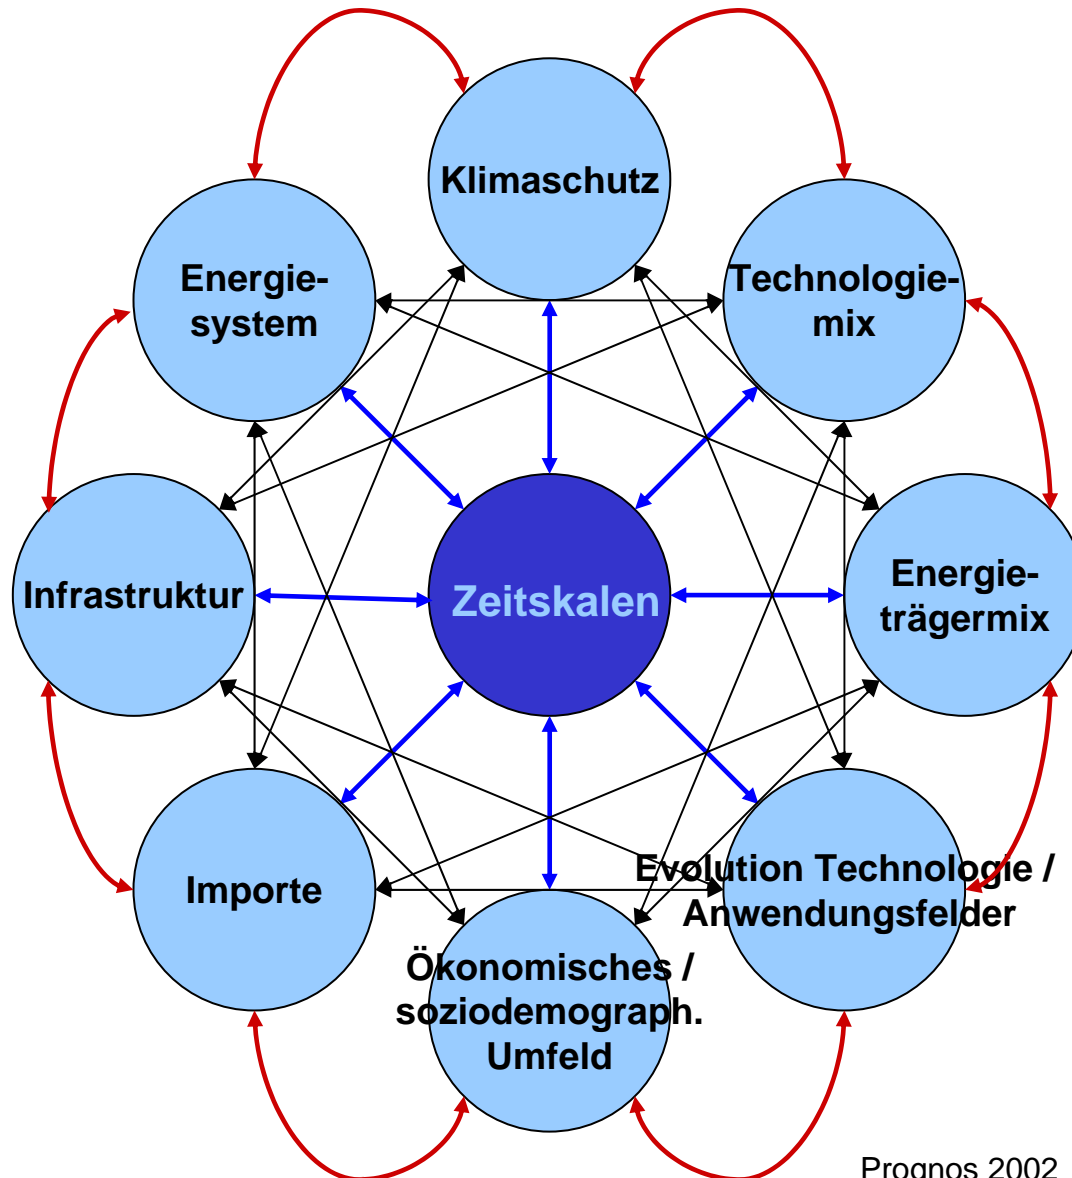 Klimaschutz
Energie-
system
Technologie-
mix
Infrastruktur
Zeitskalen
Energie-
trägermix
Importe
Evolution Technologie /
Anwendungsfelder
Ökonomisches /
soziodemograph.
Umfeld
Prognos 2002